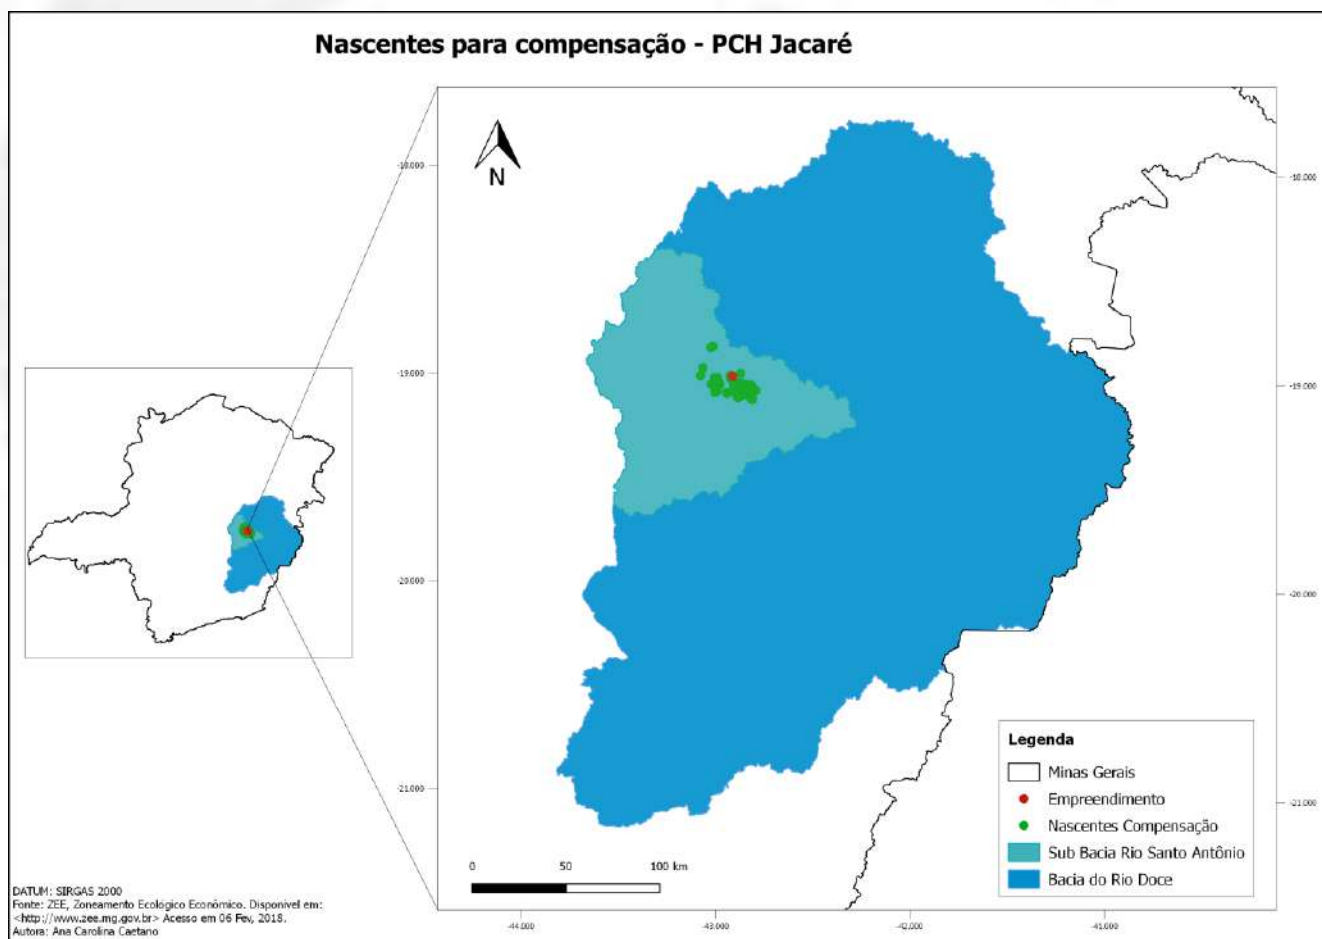 Nascentes para compensação - PCH Jacaré
N
-18.000
-18.000
-19.000
-19.000
-20.000
-20.000
-21.000
-21.000
Legenda
Minas Gerais
Empreendimento
Nascentes Compensação
Sub Bacia Rio Santo Antônio
Bacia do Rio Doce
0 50 100 km
-44.000 -43.000 -42.000 -41.000
DATUM: SIRGAS 2000
Fonte: ZEE, Zoneamento Ecológico Econômico. Disponivel em:
<http://www.zee.mg.gov.br> Acesso em 06 Fev, 2018.
Autora: Ana Carolina Caetano